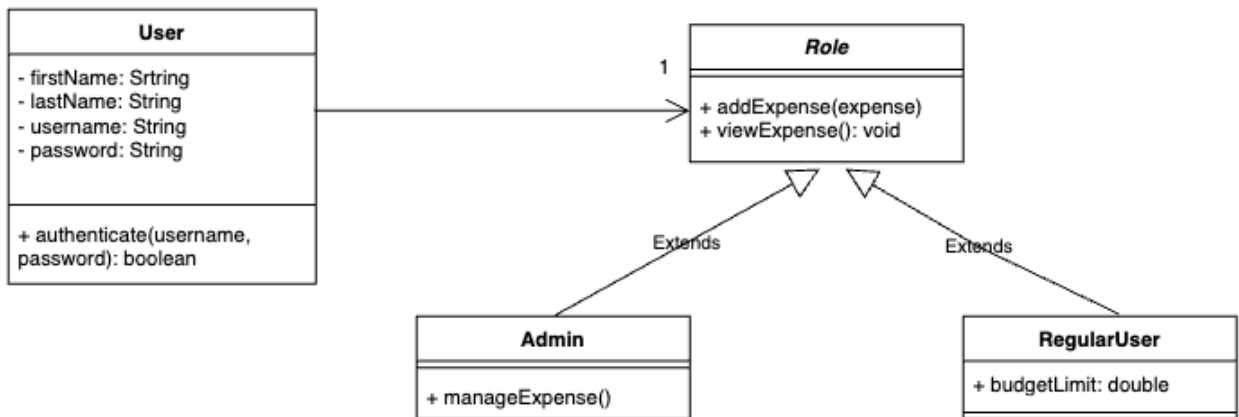 User
- firstName: Srtring
- lastName: String
- username: String
- password: String
+ authenticate(username,
password): boolean
1
Role
+ addExpense(expense)
+ viewExpense(): void
Extends
Extends
Admin
+ manageExpense()
RegularUser
+ budgetLimit: double